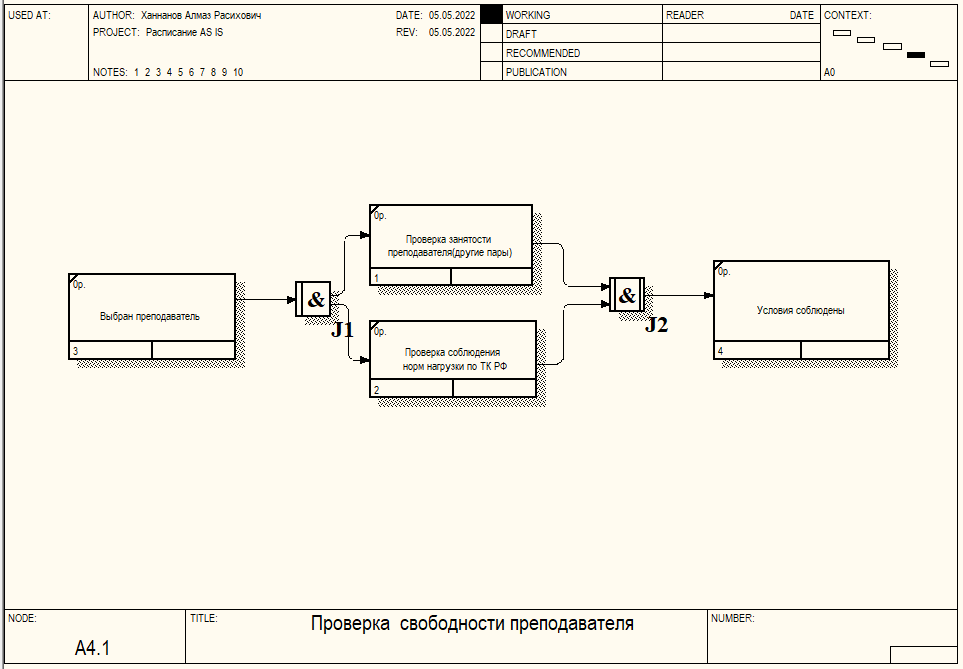 USED AT:
AUTHOR: Ханнанов Алмаз Расихович
DATE: 05.05.2022
PROJECT: Расписание AS IS
REV: 05.05.2022
NOTES: 1 2 3 4 5 6 7 8 9 10
WORKING
DRAFT
RECOMMENDED
PUBLICATION
READER DATE
CONTEXT:
A0
0р.
Выбран преподаватель
3
&
J1
0р.
Проверка занятости
преподавателя(другие пары)
1
0р.
Проверка соблюдения
норм нагрузки по ТК РФ
2
&
J2
0р.
Условия соблюдены
4
NODE:
A4.1
TITLE:
Проверка свободности преподавателя
NUMBER: